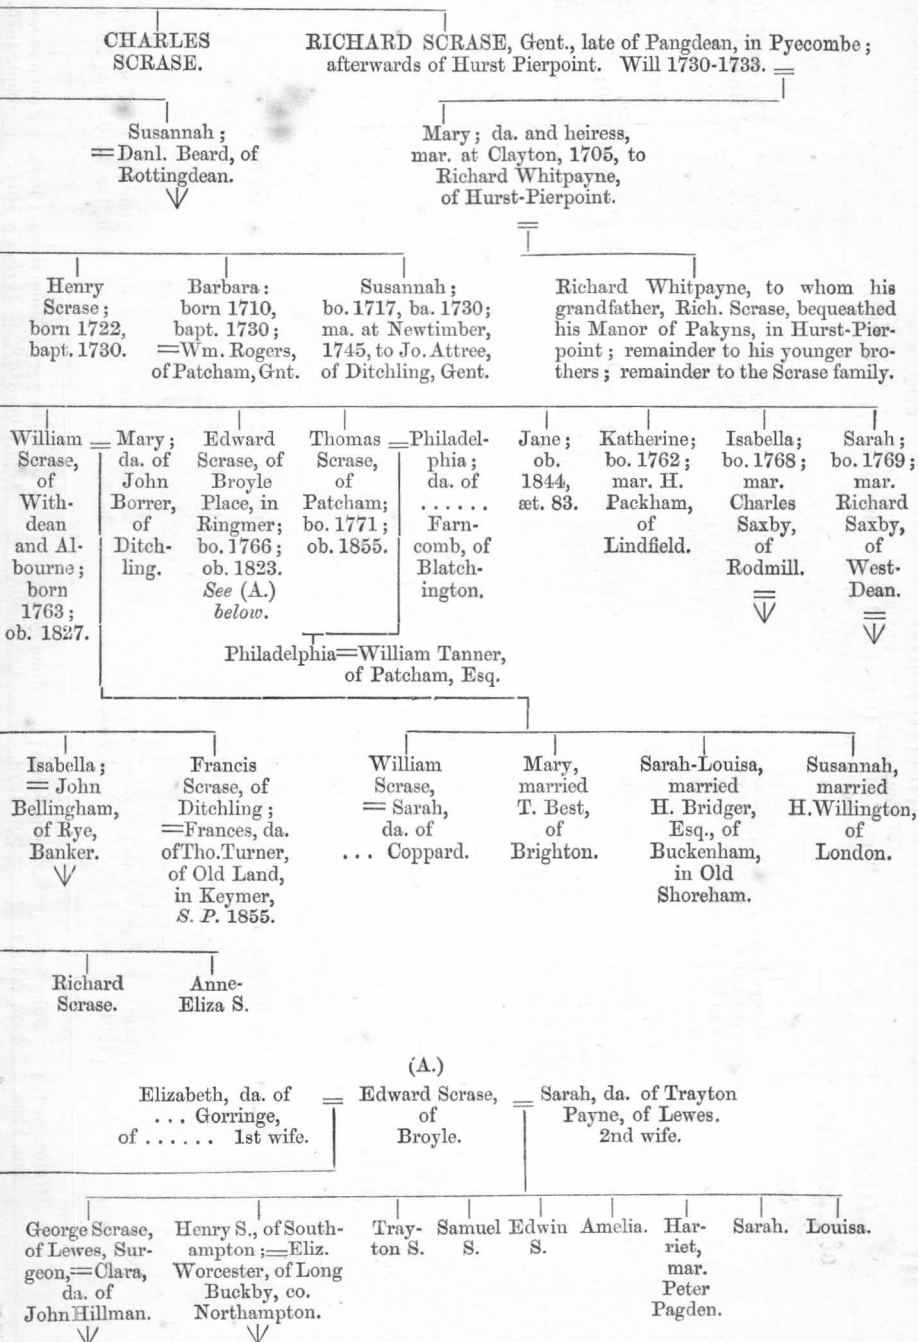 CHARLES
SCRASE.
RICHARD SCRASE, Gent., late of Pangdean, in Pyecombe;
afterwards of Hurst Pierpoint. Will 1730-1733. =
Susannah;
=Danl. Beard, of
Rottingdean.
Mary; da. and heiress,
mar. at Clayton, 1705, to
Richard Whitpayne,
of Hurst-Pierpoint.
=
Henry
Scrase;
born 1722,
bapt. 1730.
Barbara:
born 1710,
bapt. 1730;
=Wm. Rogers,
of Patcham, Gnt.
Susannah;
bo. 1717, ba. 1730;
ma. at Newtimber,
1745, to Jo. Attree,
of Ditchling, Gent.
Richard Whitpayne, to whom his
grandfather, Rich. Scrase, bequeathed
his Manor of Pakyns, in Hurst-Pier-
point; remainder to his younger bro-
thers; remainder to the Scrase family.
William =
Scrase,
of
With-
dean
and Al-
bourne;
born
1763;
ob. 1827.
Mary;
da. of
John
Borrer,
of
Ditch-
ling.
Edward
Scrase, of
Broyle
Place, in
Ringmer;
bo. 1766;
ob. 1823.
See (A.)
below.
Thomas =
Scrase,
of
Patcham;
bo. 1771;
ob. 1855.
Philadel-
phia;
da. of
......
Farn-
comb, of
Blatch-
ington.
Jane;
ob.
1844,
æt. 83.
Katherine;
bo. 1762;
mar. H.
Packham,
of
Lindfield.
Isabella;
bo. 1768;
mar.
Charles
Saxby,
of
Rodmill.
=
Sarah;
bo. 1769;
mar.
Richard
Saxby,
of
West-
Dean.
=
Philadelphia=William Tanner,
of Patcham, Esq.
Isabella;
= John
Bellingham,
of Rye,
Banker.
Francis
Scrase, of
Ditchling;
=Frances, da.
of Tho. Turner,
of Old Land,
in Keymer,
S. P. 1855.
William
Scrase,
= Sarah,
da. of
... Coppard.
Mary,
married
T. Best,
of
Brighton.
Sarah-Louisa,
married
H. Bridger,
Esq., of
Buckenham,
in Old
Shoreham.
Susannah,
married
H. Willington,
of
London.
Richard
Scrase.
Anne-
Eliza S.
(A.)
Elizabeth, da. of
... Gorringe,
of ...... 1st wife.
= Edward Scrase, =
of
Broyle.
Sarah, da. of Trayton
Payne, of Lewes.
2nd wife.
George Scrase,
of Lewes, Sur-
geon,=Clara,
da. of
John Hillman.
Henry S., of South-
ampton;=Eliz.
Worcester, of Long
Buckby, co.
Northampton.
Tray-
ton S.
Samuel
S.
Edwin
S.
Amelia.
Har-
riet,
mar.
Peter
Pagden.
Sarah.
Louisa.